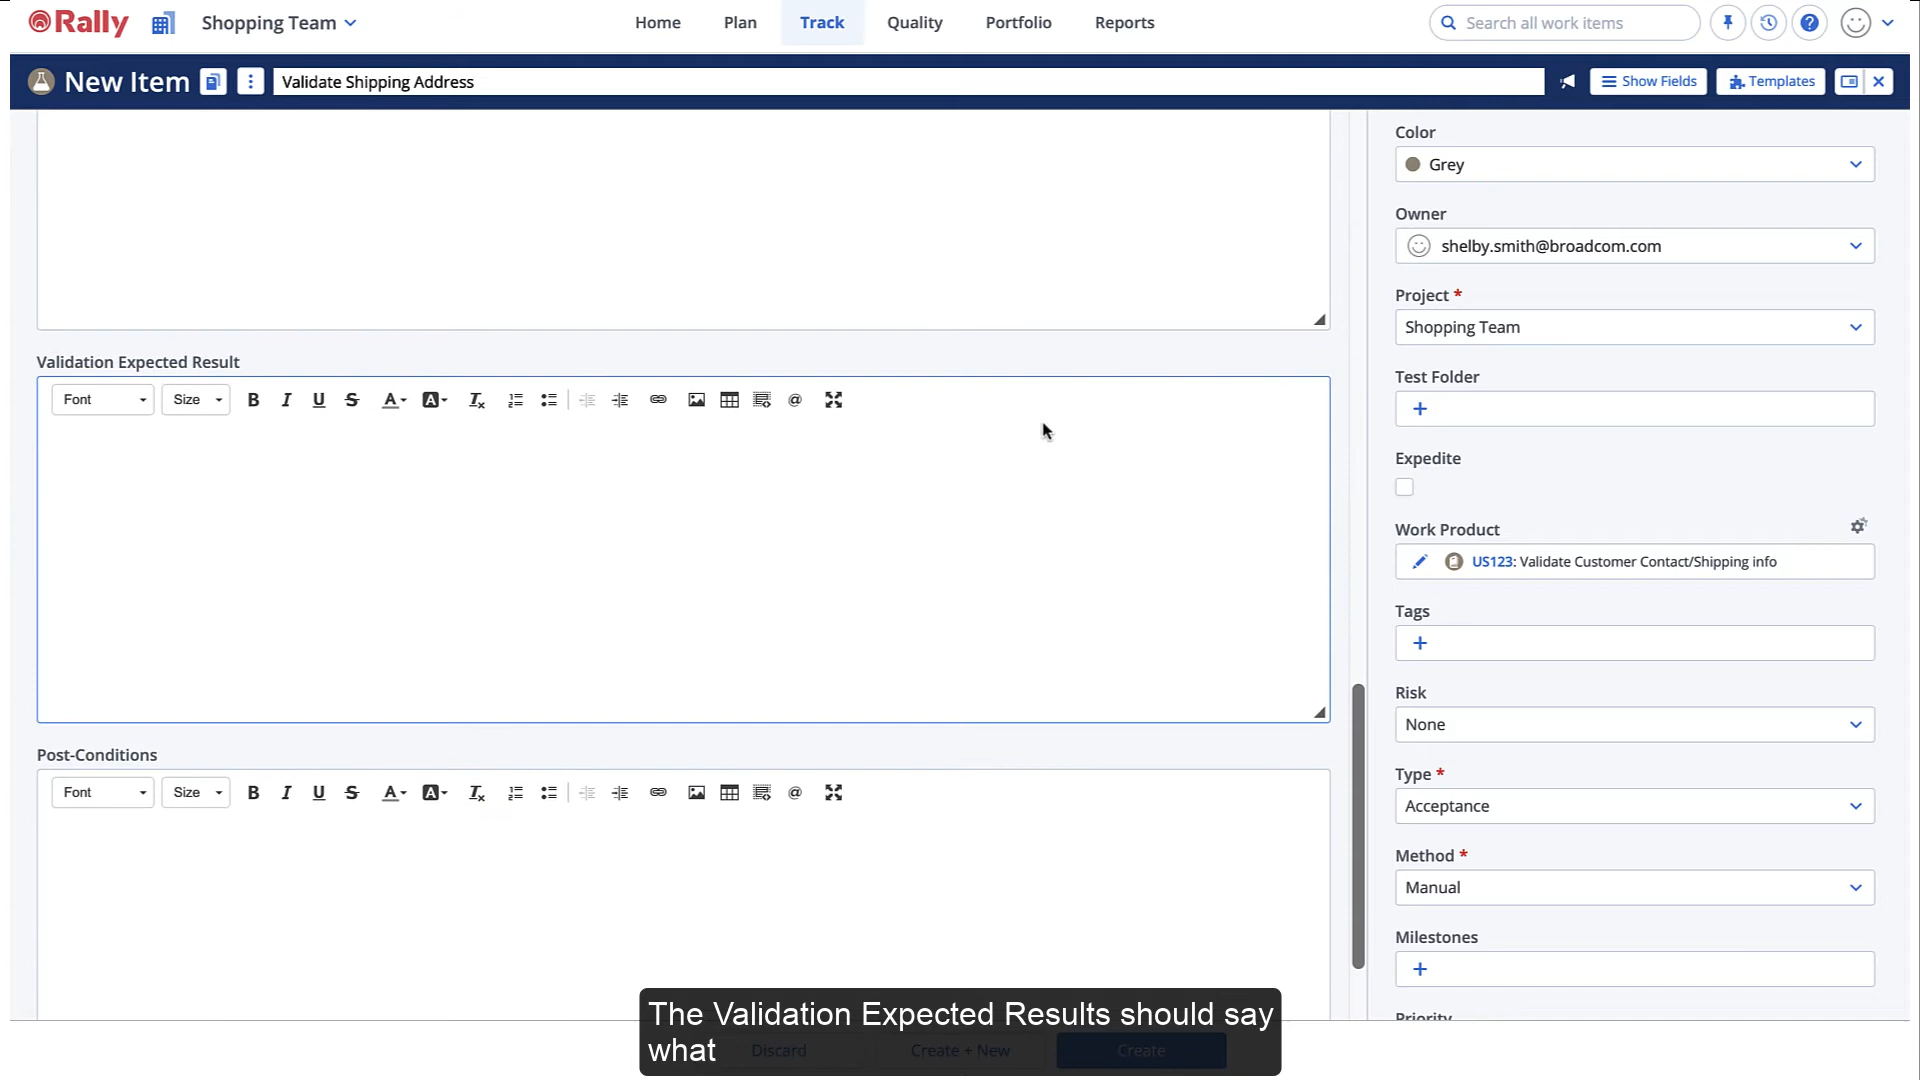 Rally
Shopping Team
Home
Plan
Track
Quality
Portfolio
Reports
Search all work items
New Item
Validate Shipping Address
Show Fields
Templates
Color
Grey
Owner
shelby.smith@broadcom.com
Project *
Shopping Team
Test Folder
Expedite
Work Product
US123: Validate Customer Contact/Shipping info
Tags
Risk
None
Type *
Acceptance
Method *
Manual
Milestones
Priority
Validation Expected Result
Font
Size
B I U S A A Tx @
Post-Conditions
Font
Size
B I U S A A Tx @
The Validation Expected Results should say
what
Discard
Create + New
Create